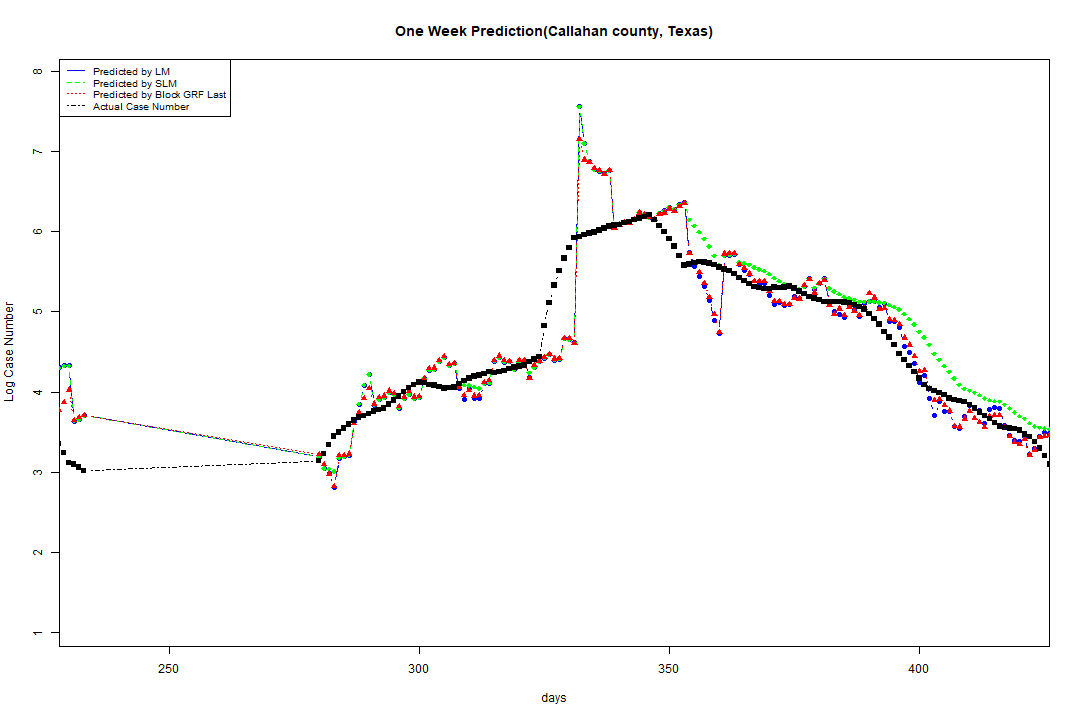 One Week Prediction(Callahan county, Texas)
Predicted by LM
Predicted by SLM
Predicted by Block GRF Last
Actual Case Number
8
7
6
5
4
3
2
1
Log Case Number
250 300 350 400
days